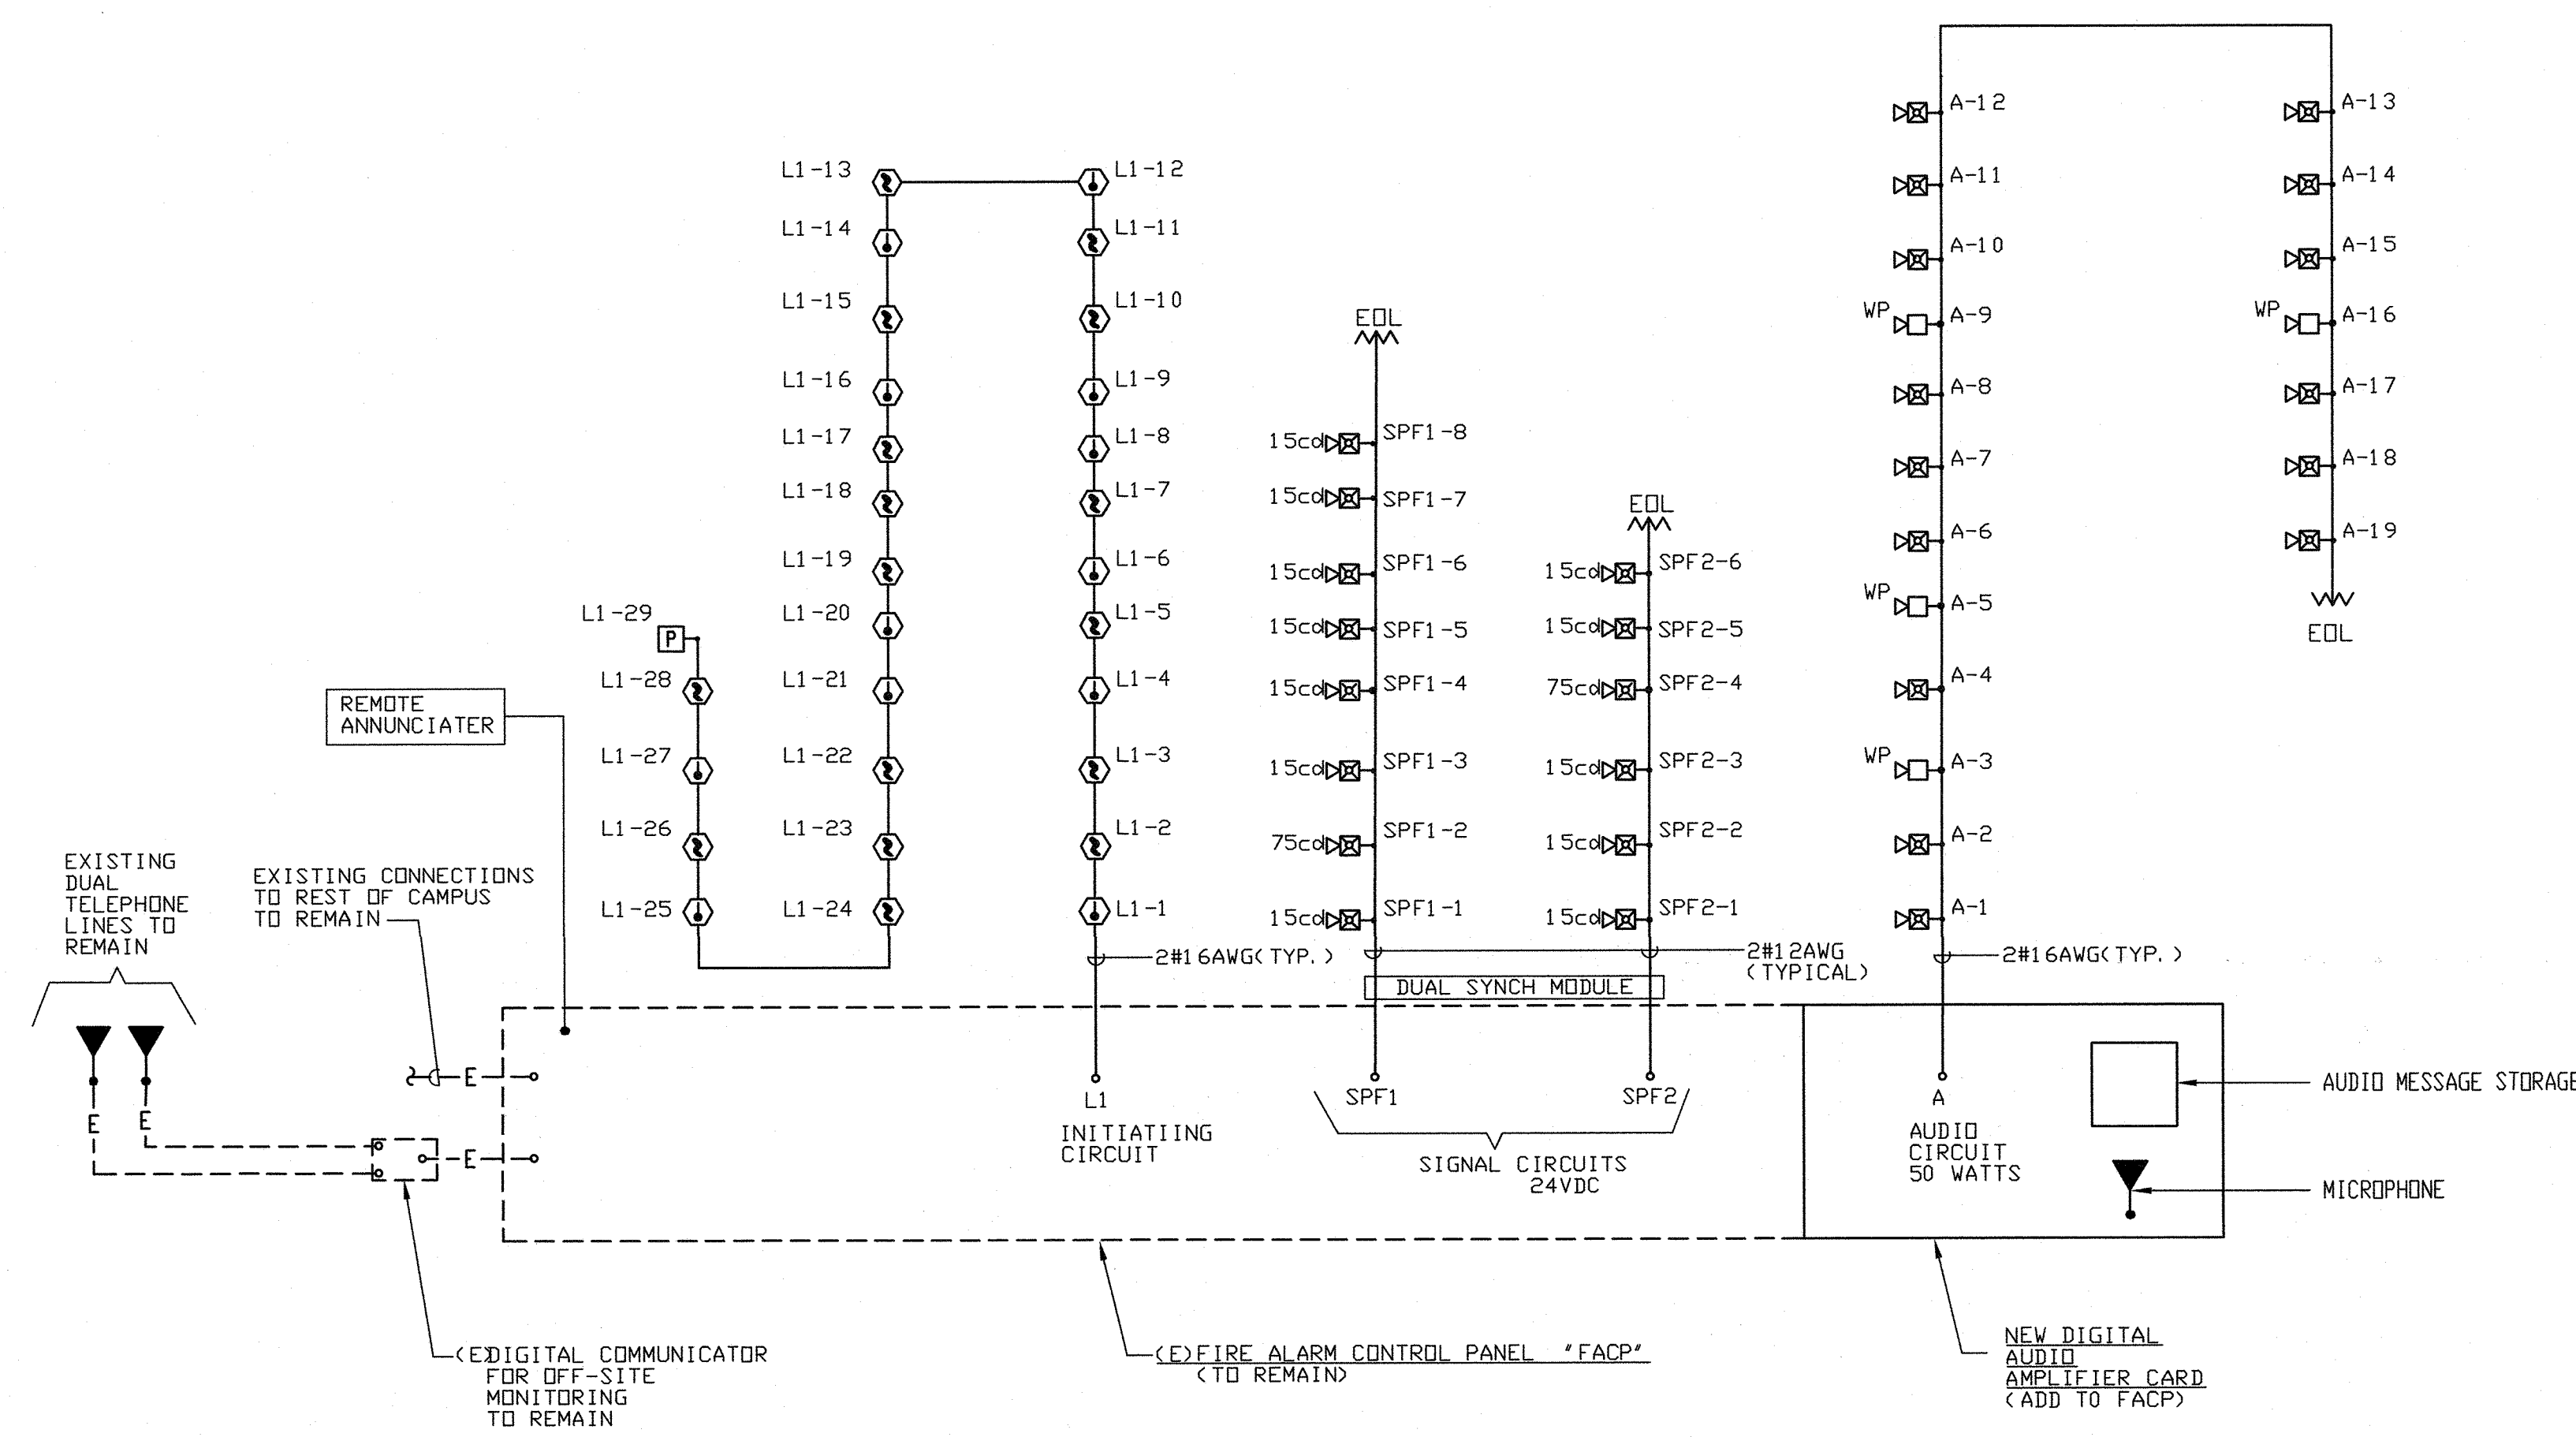 A-12
A-13
L1-13
L1-12
A-11
A-14
L1-14
L1-11
A-10
A-15
L1-15
L1-10
EOL
WP
A-9
WP
A-16
L1-16
L1-9
A-8
A-17
L1-17
L1-8
15cd
SPF1-8
A-7
A-18
L1-18
L1-7
15cd
SPF1-7
EOL
A-6
A-19
L1-19
L1-6
15cd
SPF1-6
15cd
SPF2-6
WP
A-5
L1-29
P
L1-20
L1-5
15cd
SPF1-5
15cd
SPF2-5
EOL
L1-28
L1-21
L1-4
15cd
SPF1-4
75cd
SPF2-4
A-4
REMOTE
ANNUNCIATER
L1-27
L1-22
L1-3
15cd
SPF1-3
15cd
SPF2-3
WP
A-3
L1-26
L1-23
L1-2
75cd
SPF1-2
15cd
SPF2-2
A-2
L1-25
L1-24
L1-1
15cd
SPF1-1
15cd
SPF2-1
A-1
EXISTING
DUAL
TELEPHONE
LINES TO
REMAIN
EXISTING CONNECTIONS
TO REST OF CAMPUS
TO REMAIN
2#16AWG(TYP.)
2#12AWG
(TYPICAL)
2#16AWG(TYP.)
DUAL SYNCH MODULE
E
E
E
E
L1
INITIATIING
CIRCUIT
SPF1
SPF2
SIGNAL CIRCUITS
24VDC
A
AUDIO
CIRCUIT
50 WATTS
AUDIO MESSAGE STORAGE
MICROPHONE
(E)DIGITAL COMMUNICATOR
FOR OFF-SITE
MONITORING
TO REMAIN
(E)FIRE ALARM CONTROL PANEL "FACP"
(TO REMAIN)
NEW DIGITAL
AUDIO
AMPLIFIER CARD
(ADD TO FACP)